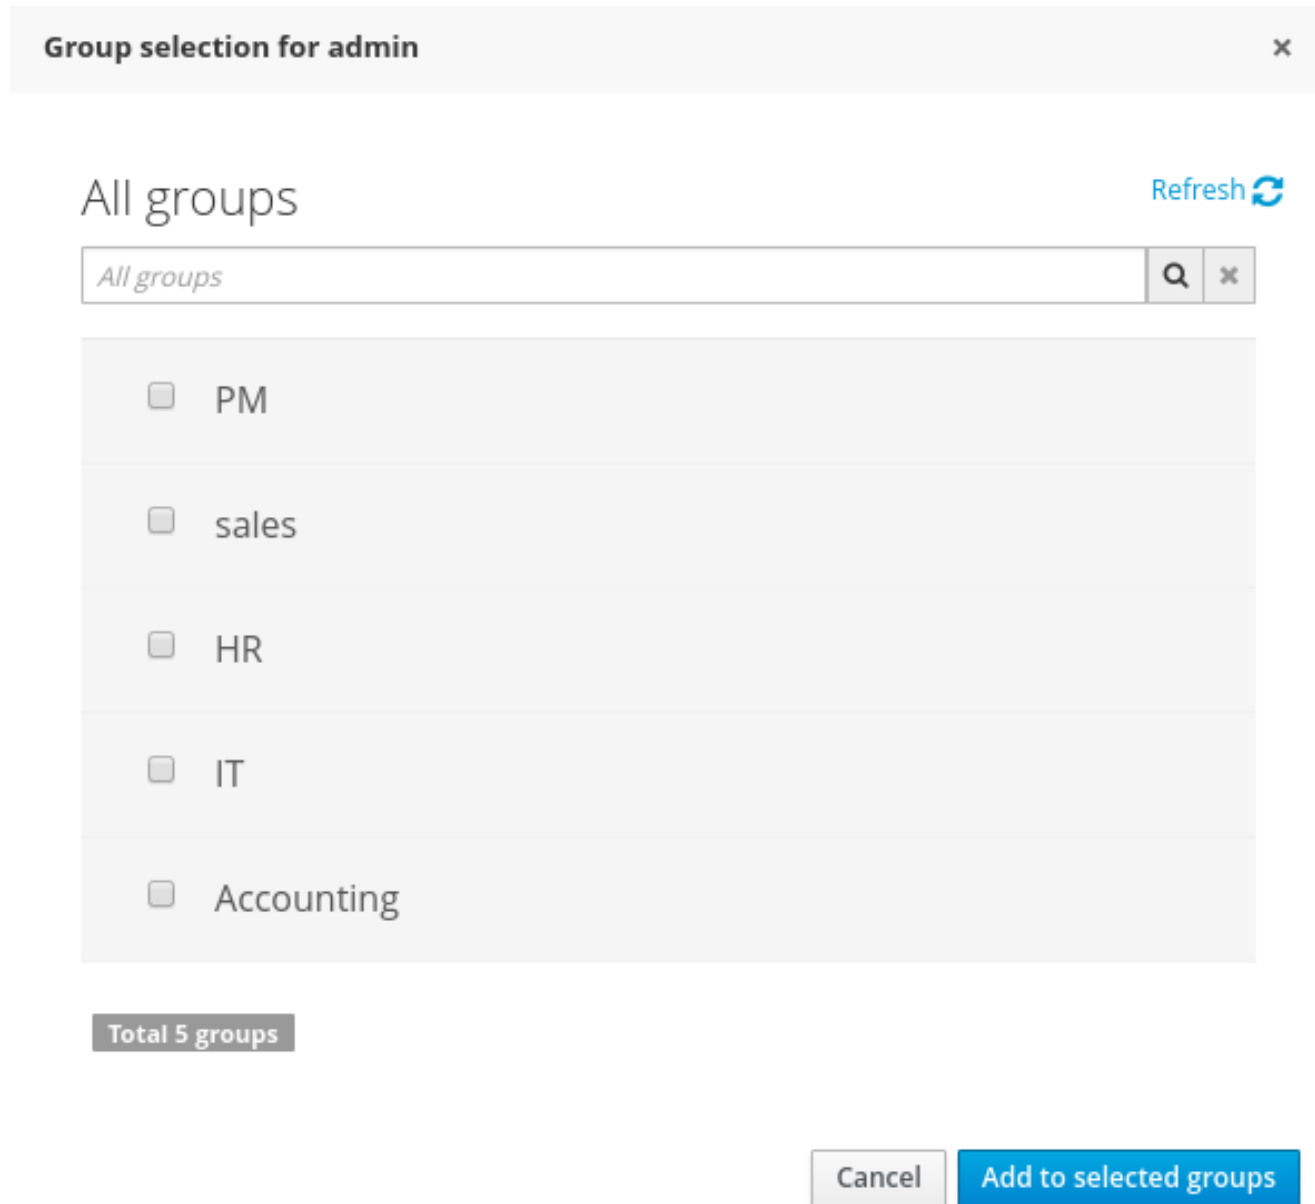 Group selection for admin
All groups
Refresh
All groups
PM
sales
HR
IT
Accounting
Total 5 groups
Cancel
Add to selected groups